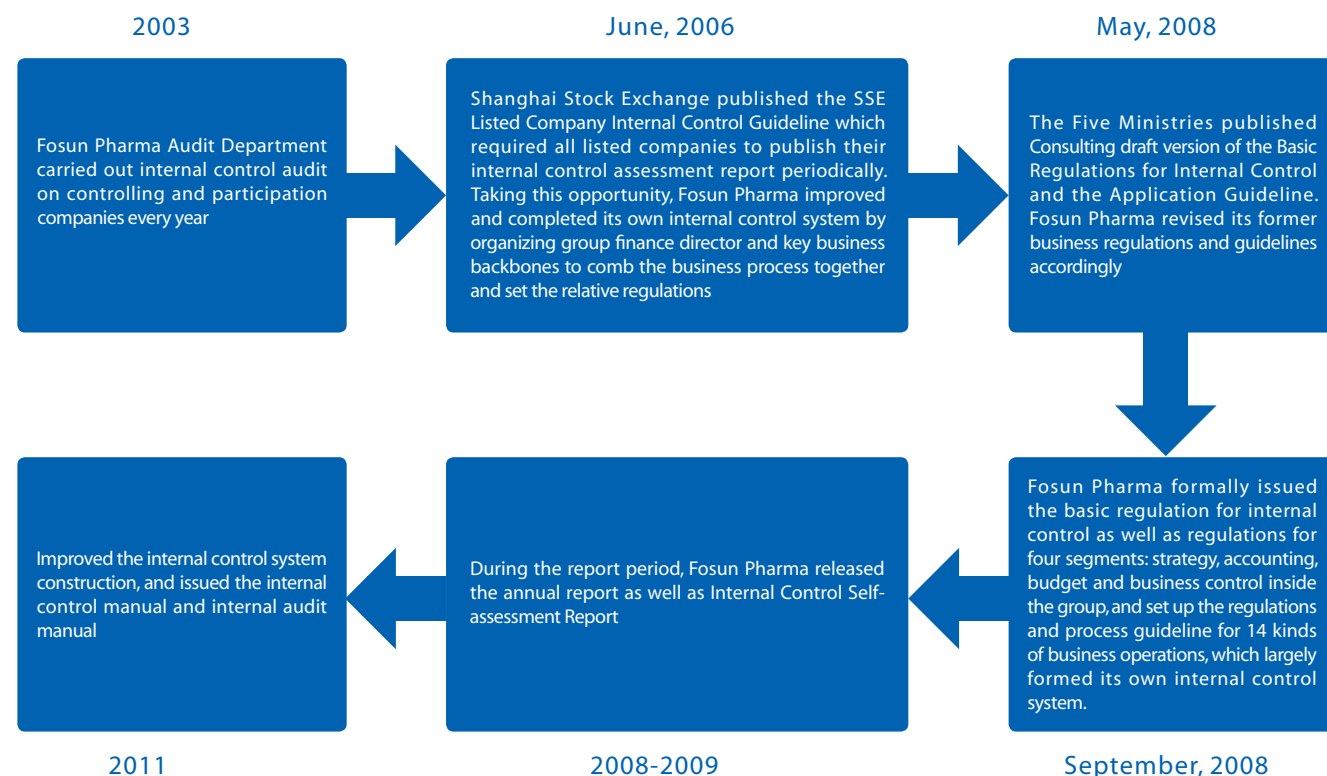 2003
Fosun Pharma Audit Department
carried out internal control audit
on controlling and participation
companies every year
June, 2006
Shanghai Stock Exchange published the SSE
Listed Company Internal Control Guideline which
required all listed companies to publish their
internal control assessment report periodically.
Taking this opportunity, Fosun Pharma improved
and completed its own internal control system by
organizing group finance director and key business
backbones to comb the business process together
and set the relative regulations
May, 2008
The Five Ministries published
Consulting draft version of the Basic
Regulations for Internal Control
and the Application Guideline.
Fosun Pharma revised its former
business regulations and guidelines
accordingly
Fosun Pharma formally issued
the basic regulation for internal
control as well as regulations for
four segments: strategy, accounting,
budget and business control inside
the group, and set up the regulations
and process guideline for 14 kinds
of business operations, which largely
formed its own internal control
system.
September, 2008
During the report period, Fosun Pharma released
the annual report as well as Internal Control Self-
assessment Report
2008-2009
Improved the internal control system
construction, and issued the internal
control manual and internal audit
manual
2011